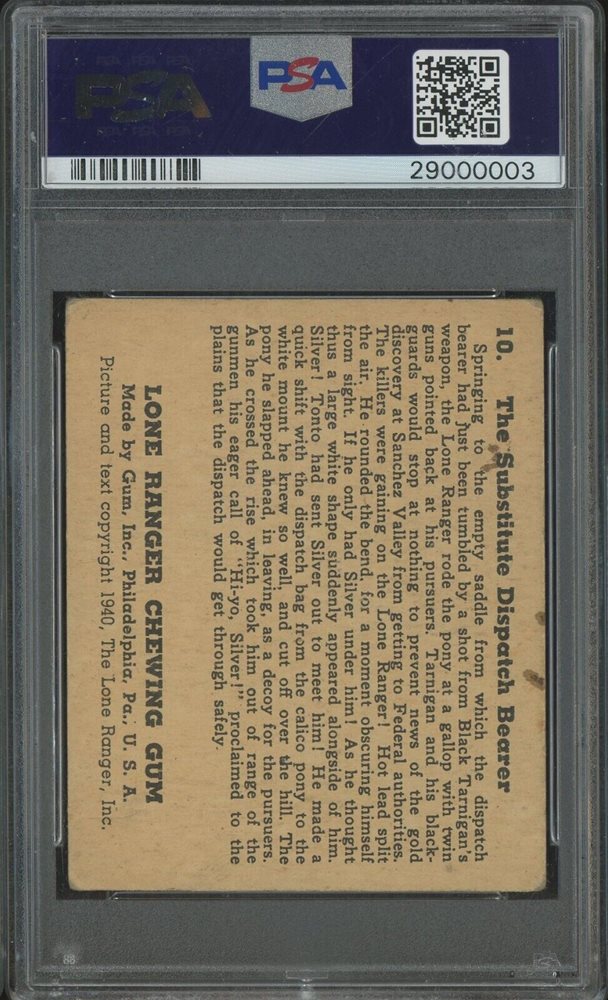 PSA
PSA
29000003
10. The Substitute Dispatch Bearer
Springing to the empty saddle from which the dispatch
bearer had just been tumbled by a shot from Black Tarnigan's
weapon, the Lone Ranger rode the pony at a gallop with twin
guns pointed back at his pursuers. Tarnigan and his black-
guards would stop at nothing to prevent news of the gold
discovery at Sanchez Valley from getting to Federal authorities.
The killers were gaining on the Lone Ranger! Hot lead split
the air. He rounded the bend, for a moment obscuring himself
from sight. If he only had Silver under him! As he thought
thus a large white shape suddenly appeared alongside of him.
Silver! Tonto had sent Silver out to meet him! He made a
quick shift with the dispatch bag from the calico pony to the
white mount he knew so well, and cut off over the hill. The
pony he slapped ahead, in leaving, as a decoy for the pursuers.
As he crossed the rise which took him out of range of the
gunmen his eager call of "Hi-yo, Silver!" proclaimed to the
plains that the dispatch would get through safely.
LONE RANGER CHEWING GUM
Made by Gum, Inc., Philadelphia, Pa., U. S. A.
Picture and text copyright 1940, The Lone Ranger, Inc.